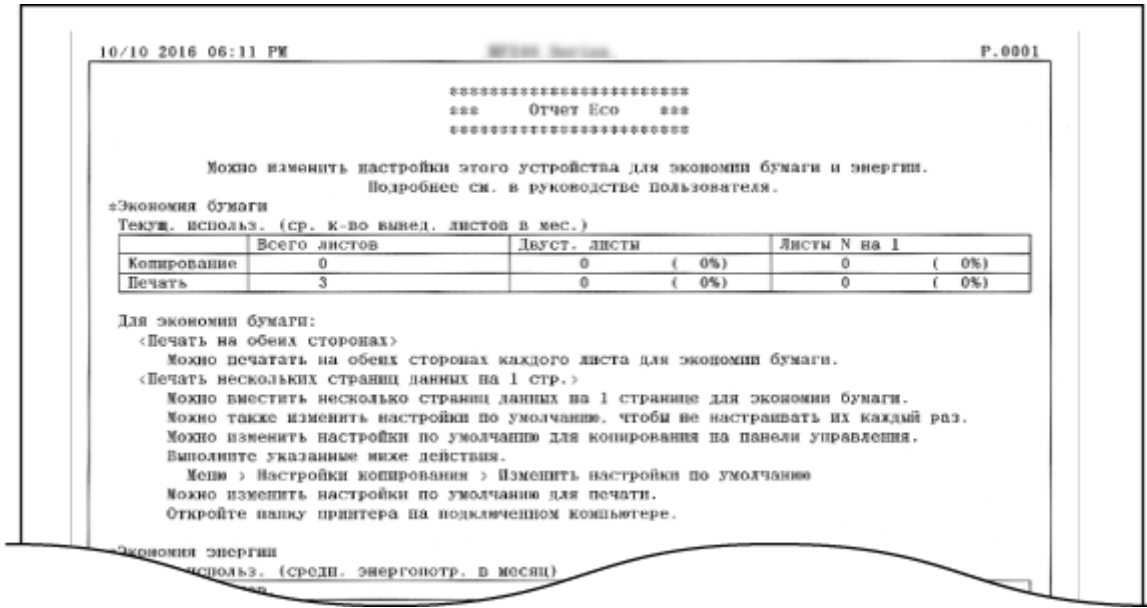 10/10 2016 06:11 PM P.0001
*************************
*** Отчет Eco ***
*************************
Можно изменить настройки этого устройства для экономии бумаги и энергии.
Подробнее см. в руководстве пользователя.
*Экономия бумаги
Текущ. использ. (ср. к-во вывед. листов в мес.)
Всего листов Двуст. листы Листы N на 1
Копирование 0 0 ( 0%) 0 ( 0%)
Печать 3 0 ( 0%) 0 ( 0%)
Для экономии бумаги:
<Печать на обеих сторонах>
Можно печатать на обеих сторонах каждого листа для экономии бумаги.
<Печать нескольких страниц данных на 1 стр.>
Можно вместить несколько страниц данных на 1 странице для экономии бумаги.
Можно также изменить настройки по умолчанию, чтобы не настраивать их каждый раз.
Можно изменить настройки по умолчанию для копирования на панели управления.
Выполните указанные ниже действия.
Меню > Настройки копирования > Изменить настройки по умолчанию
Можно изменить настройки по умолчанию для печати.
Откройте папку принтера на подключенном компьютере.
*Экономия энергии
использ. (средн. энергопотр. в месяц)